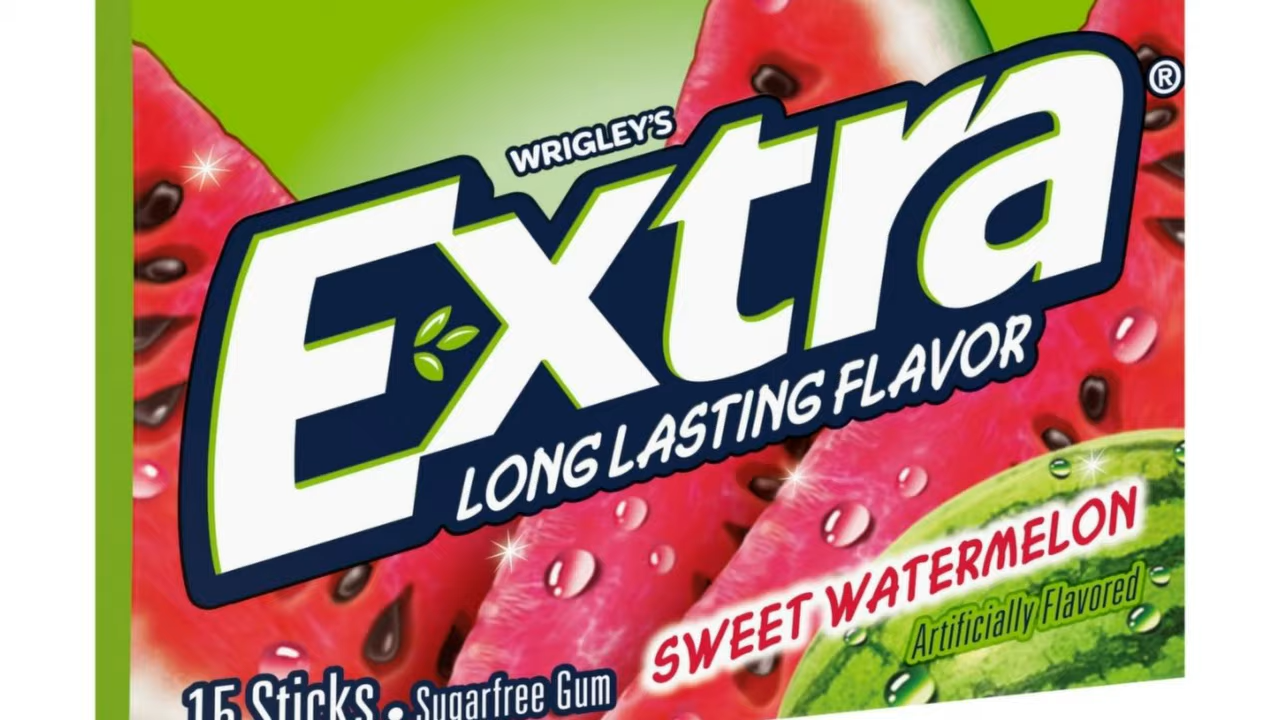 WRIGLEY'S
Extra®
LONG LASTING FLAVOR
SWEET WATERMELON
Artificially Flavored
15 Sticks • Sugarfree Gum